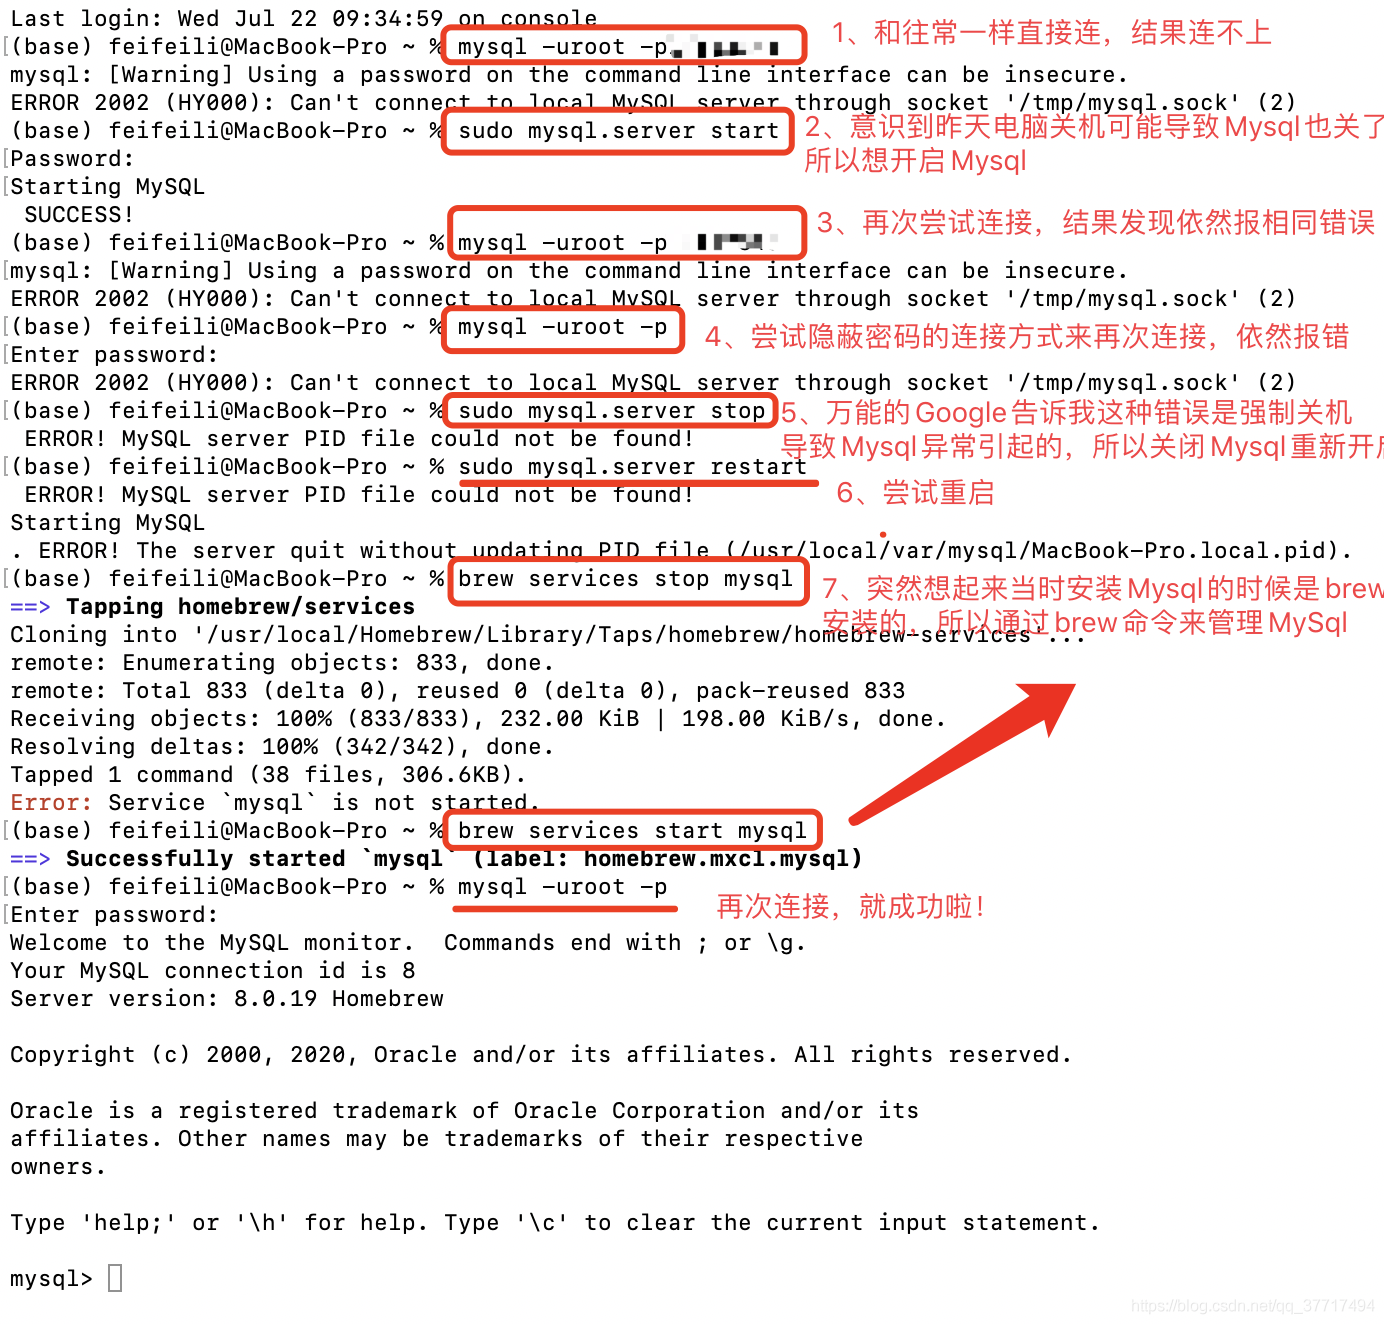 Last login: Wed Jul 22 09:34:59 on console
(base) feifeili@MacBook-Pro ~ % mysql -uroot -p
1、和往常一样直接连，结果连不上
mysql: [Warning] Using a password on the command line interface can be insecure.
ERROR 2002 (HY000): Can't connect to local MySQL server through socket '/tmp/mysql.sock' (2)
(base) feifeili@MacBook-Pro ~ % sudo mysql.server start
2、意识到昨天电脑关机可能导致Mysql也关了
所以想开启Mysql
Password:
Starting MySQL
SUCCESS!
(base) feifeili@MacBook-Pro ~ % mysql -uroot -p
3、再次尝试连接，结果发现依然报相同错误
mysql: [Warning] Using a password on the command line interface can be insecure.
ERROR 2002 (HY000): Can't connect to local MySQL server through socket '/tmp/mysql.sock' (2)
(base) feifeili@MacBook-Pro ~ % mysql -uroot -p
4、尝试隐蔽密码的连接方式来再次连接，依然报错
Enter password:
ERROR 2002 (HY000): Can't connect to local MySQL server through socket '/tmp/mysql.sock' (2)
(base) feifeili@MacBook-Pro ~ % sudo mysql.server stop
5、万能的Google告诉我这种错误是强制关机
导致Mysql异常引起的，所以关闭Mysql重新开启
ERROR! MySQL server PID file could not be found!
(base) feifeili@MacBook-Pro ~ % sudo mysql.server restart
6、尝试重启
ERROR! MySQL server PID file could not be found!
Starting MySQL
. ERROR! The server quit without updating PID file (/usr/local/var/mysql/MacBook-Pro.local.pid).
(base) feifeili@MacBook-Pro ~ % brew services stop mysql
7、突然想起来当时安装Mysql的时候是brew
安装的，所以通过brew命令来管理MySql
==> Tapping homebrew/services
Cloning into '/usr/local/Homebrew/Library/Taps/homebrew/homebrew-services'...
remote: Enumerating objects: 833, done.
remote: Total 833 (delta 0), reused 0 (delta 0), pack-reused 833
Receiving objects: 100% (833/833), 232.00 KiB | 198.00 KiB/s, done.
Resolving deltas: 100% (342/342), done.
Tapped 1 command (38 files, 306.6KB).
Error: Service `mysql` is not started.
(base) feifeili@MacBook-Pro ~ % brew services start mysql
==> Successfully started `mysql` (label: homebrew.mxcl.mysql)
(base) feifeili@MacBook-Pro ~ % mysql -uroot -p
再次连接，就成功啦！
Enter password:
Welcome to the MySQL monitor.  Commands end with ; or \g.
Your MySQL connection id is 8
Server version: 8.0.19 Homebrew
Copyright (c) 2000, 2020, Oracle and/or its affiliates. All rights reserved.
Oracle is a registered trademark of Oracle Corporation and/or its
affiliates. Other names may be trademarks of their respective
owners.
Type 'help;' or '\h' for help. Type '\c' to clear the current input statement.
mysql>
https://blog.csdn.net/qq_37717494